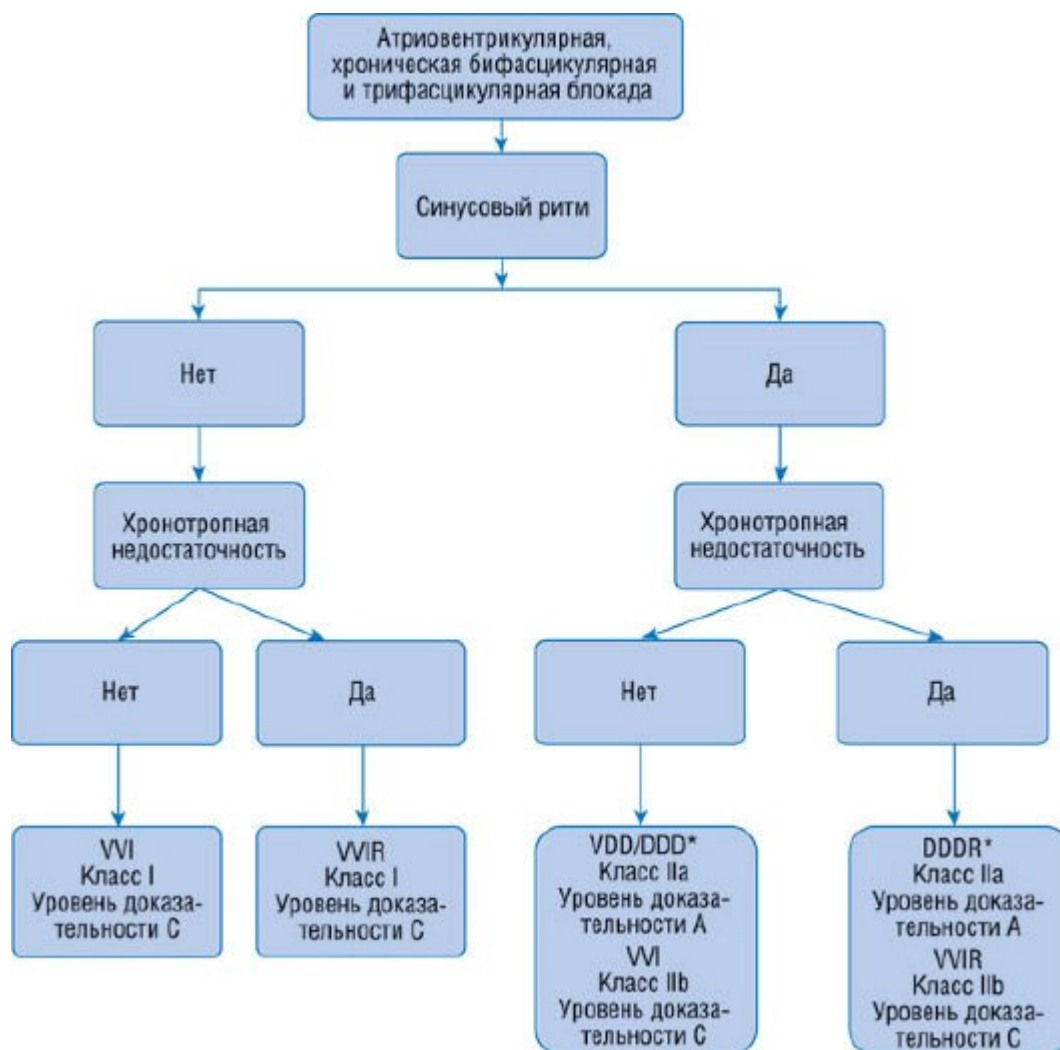 Атриовентрикулярная,
хроническая бифасцикулярная
и трифасцикулярная блокада
Синусовый ритм
Нет
Да
Хронотропная
недостаточность
Хронотропная
недостаточность
Нет
Да
Нет
Да
VVI
Класс I
Уровень доказа-
тельности C
VVIR
Класс I
Уровень доказа-
тельности C
VDD/DDD*
Класс IIa
Уровень доказа-
тельности A
VVI
Класс IIb
Уровень доказа-
тельности C
DDDR*
Класс IIa
Уровень доказа-
тельности A
VVIR
Класс IIb
Уровень доказа-
тельности C